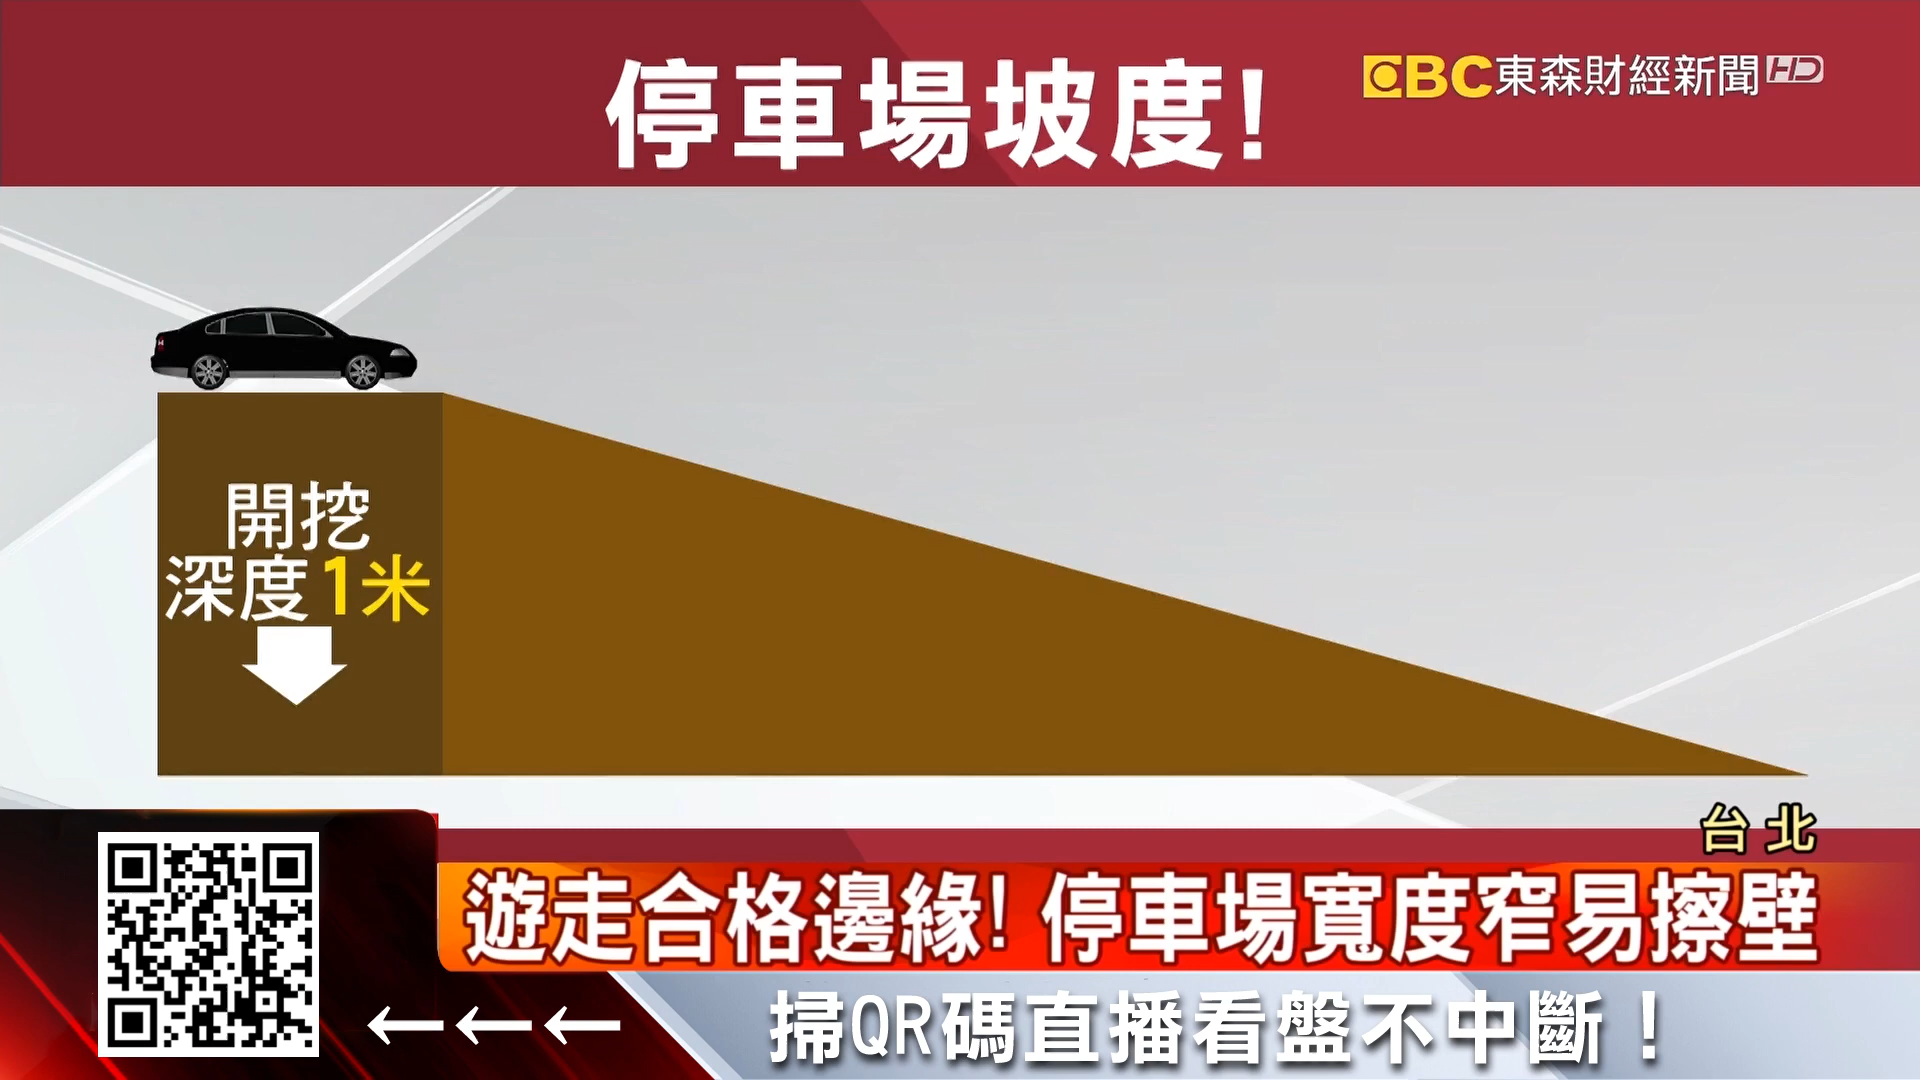 停車場坡度!
EBC東森財經新聞HD
開挖
深度1米
台北
遊走合格邊緣! 停車場寬度窄易擦壁
←←← 掃QR碼直播看盤不中斷！